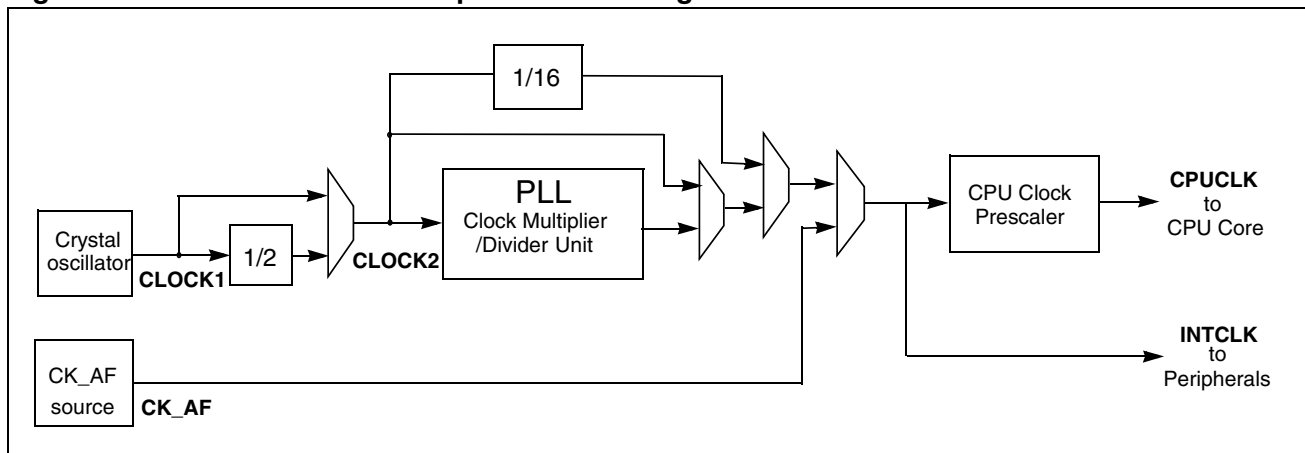 1/16
PLL
Clock Multiplier
/Divider Unit
CPU Clock
Prescaler
CPUCLK
to
CPU Core
Crystal
oscillator
1/2
CLOCK1
CLOCK2
INTCLK
to
Peripherals
CK_AF
source
CK_AF